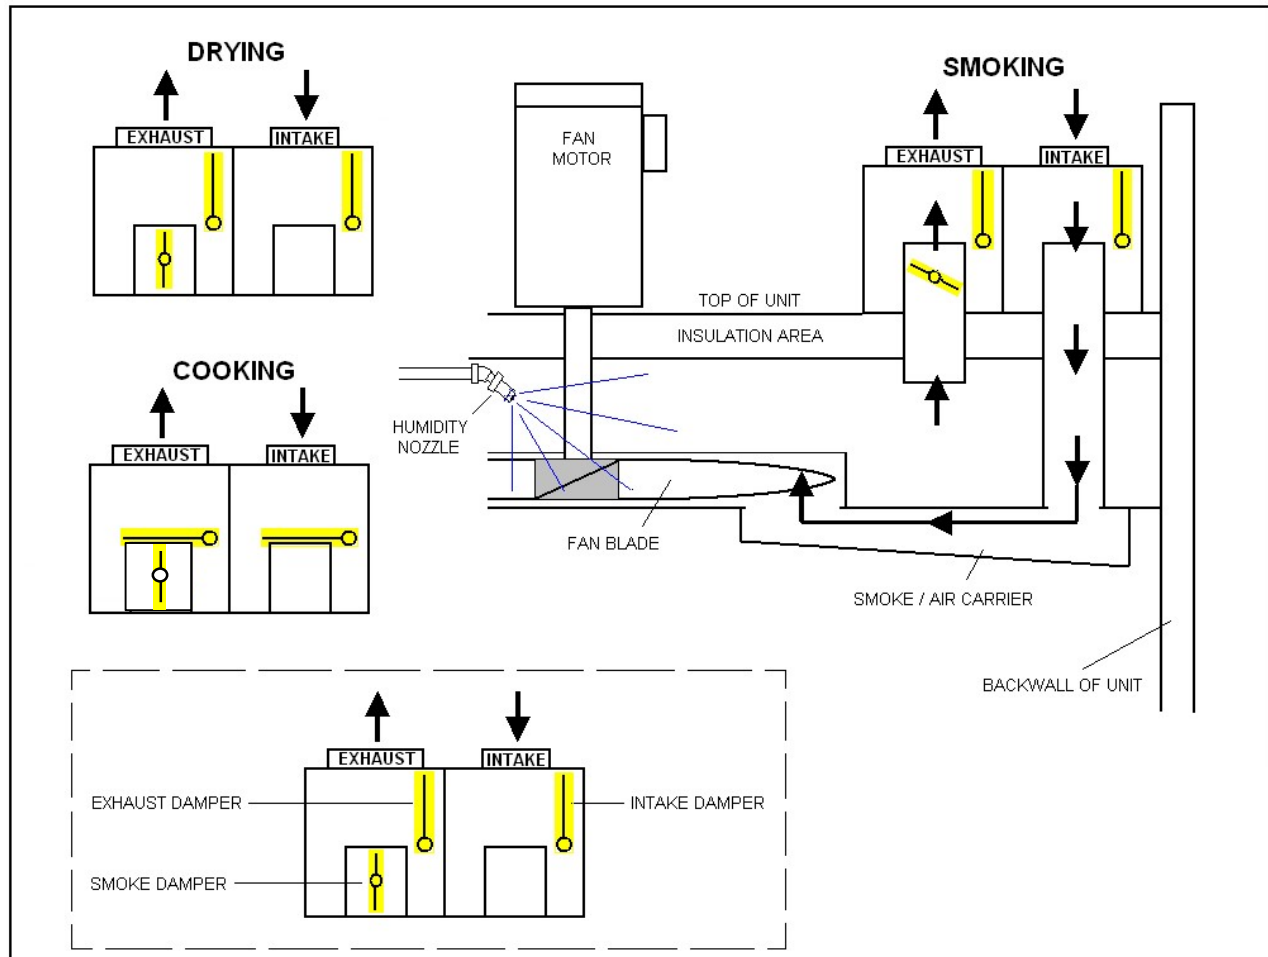 DRYING
EXHAUST
INTAKE
FAN
MOTOR
SMOKING
EXHAUST
INTAKE
TOP OF UNIT
INSULATION AREA
COOKING
EXHAUST
INTAKE
HUMIDITY
NOZZLE
FAN BLADE
SMOKE / AIR CARRIER
BACKWALL OF UNIT
EXHAUST
INTAKE
EXHAUST DAMPER
INTAKE DAMPER
SMOKE DAMPER